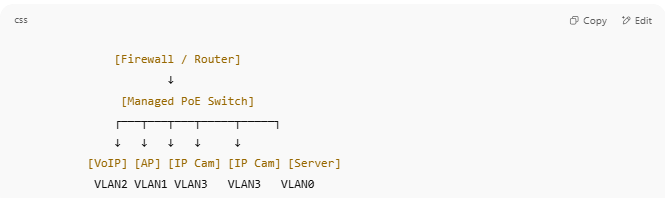 css
Copy
Edit
[Firewall / Router]
↓
[Managed PoE Switch]
┌───┬───┬───┬─────┬─────┐
↓ ↓ ↓ ↓ ↓
[VoIP] [AP] [IP Cam] [IP Cam] [Server]
VLAN2 VLAN1 VLAN3 VLAN3 VLAN0